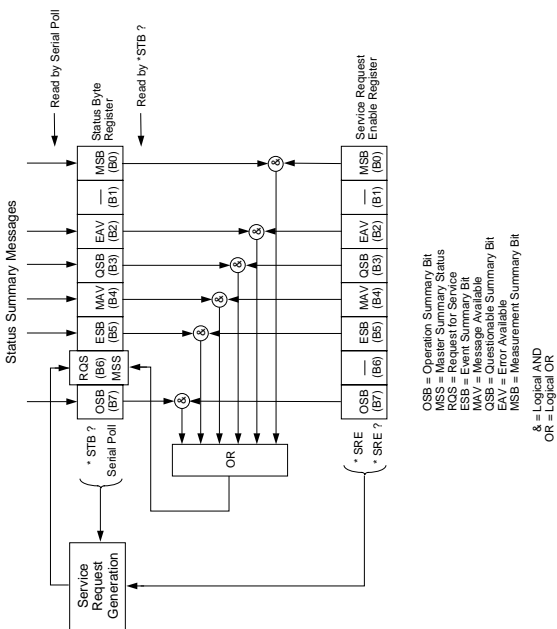 Status Summary Messages
Read by Serial Poll
Service
Request
Generation
* STB ?
Serial Poll
OSB
(B7)
RQS
(B6)
MSS
ESB
(B5)
MAV
(B4)
QSB
(B3)
EAV
(B2)
—
(B1)
MSB
(B0)
Status Byte
Register
Read by *STB ?
OR
&
&
&
&
&
&
* SRE
* SRE ?
OSB
(B7)
—
(B6)
ESB
(B5)
MAV
(B4)
QSB
(B3)
EAV
(B2)
—
(B1)
MSB
(B0)
Service Request
Enable Register
OSB = Operation Summary Bit
MSS = Master Summary Status
RQS = Request for Service
ESB = Event Summary Bit
MAV = Message Available
QSB = Questionable Summary Bit
EAV = Error Available
MSB = Measurement Summary Bit
& = Logical AND
OR = Logical OR